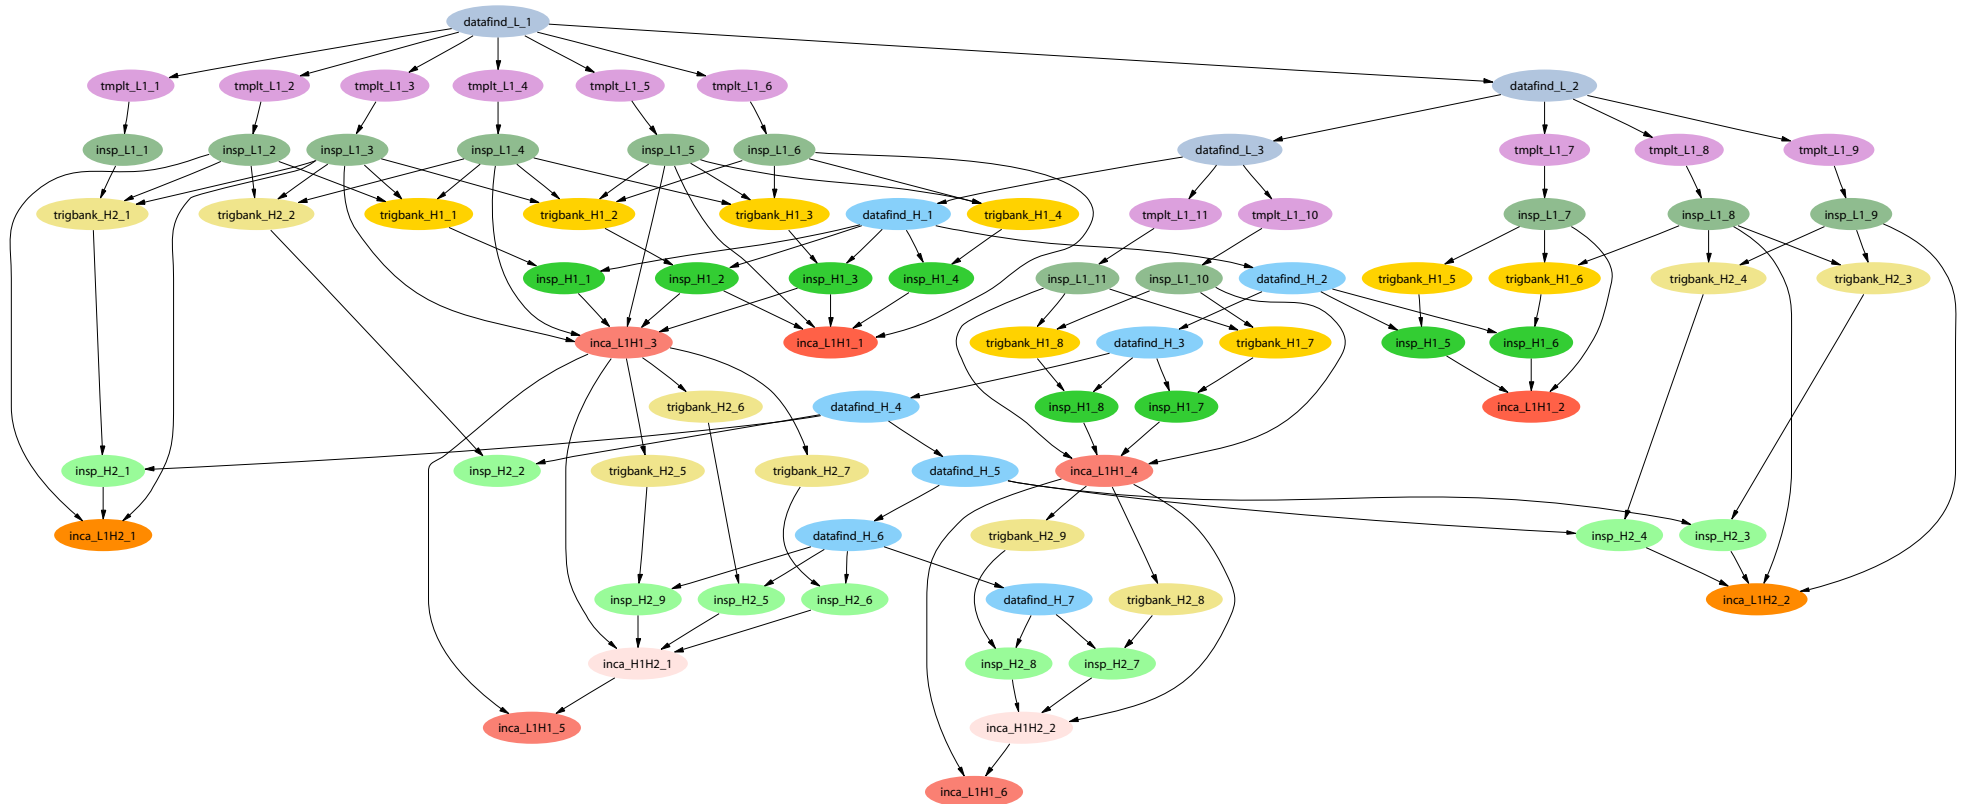 datafind_L_1
tmplt_L1_1 tmplt_L1_2 tmplt_L1_3 tmplt_L1_4 tmplt_L1_5 tmplt_L1_6 datafind_L_2
insp_L1_1 insp_L1_2 insp_L1_3 insp_L1_4 insp_L1_5 insp_L1_6 datafind_L_3 tmplt_L1_7 tmplt_L1_8 tmplt_L1_9
trigbank_H2_1 trigbank_H2_2 trigbank_H1_1 trigbank_H1_2 trigbank_H1_3 datafind_H_1 trigbank_H1_4 tmplt_L1_11 tmplt_L1_10 insp_L1_7 insp_L1_8 insp_L1_9
insp_H1_1 insp_H1_2 insp_H1_3 insp_H1_4 insp_L1_11 insp_L1_10 datafind_H_2 trigbank_H1_5 trigbank_H1_6 trigbank_H2_4 trigbank_H2_3
inca_L1H1_3 inca_L1H1_1 trigbank_H1_8 datafind_H_3 trigbank_H1_7 insp_H1_5 insp_H1_6
trigbank_H2_6 datafind_H_4 insp_H1_8 insp_H1_7 inca_L1H1_2
insp_H2_1 insp_H2_2 trigbank_H2_5 trigbank_H2_7 datafind_H_5 inca_L1H1_4
inca_L1H2_1 datafind_H_6 trigbank_H2_9 insp_H2_4 insp_H2_3
insp_H2_9 insp_H2_5 insp_H2_6 datafind_H_7 trigbank_H2_8 inca_L1H2_2
inca_H1H2_1 insp_H2_8 insp_H2_7
inca_L1H1_5 inca_H1H2_2
inca_L1H1_6